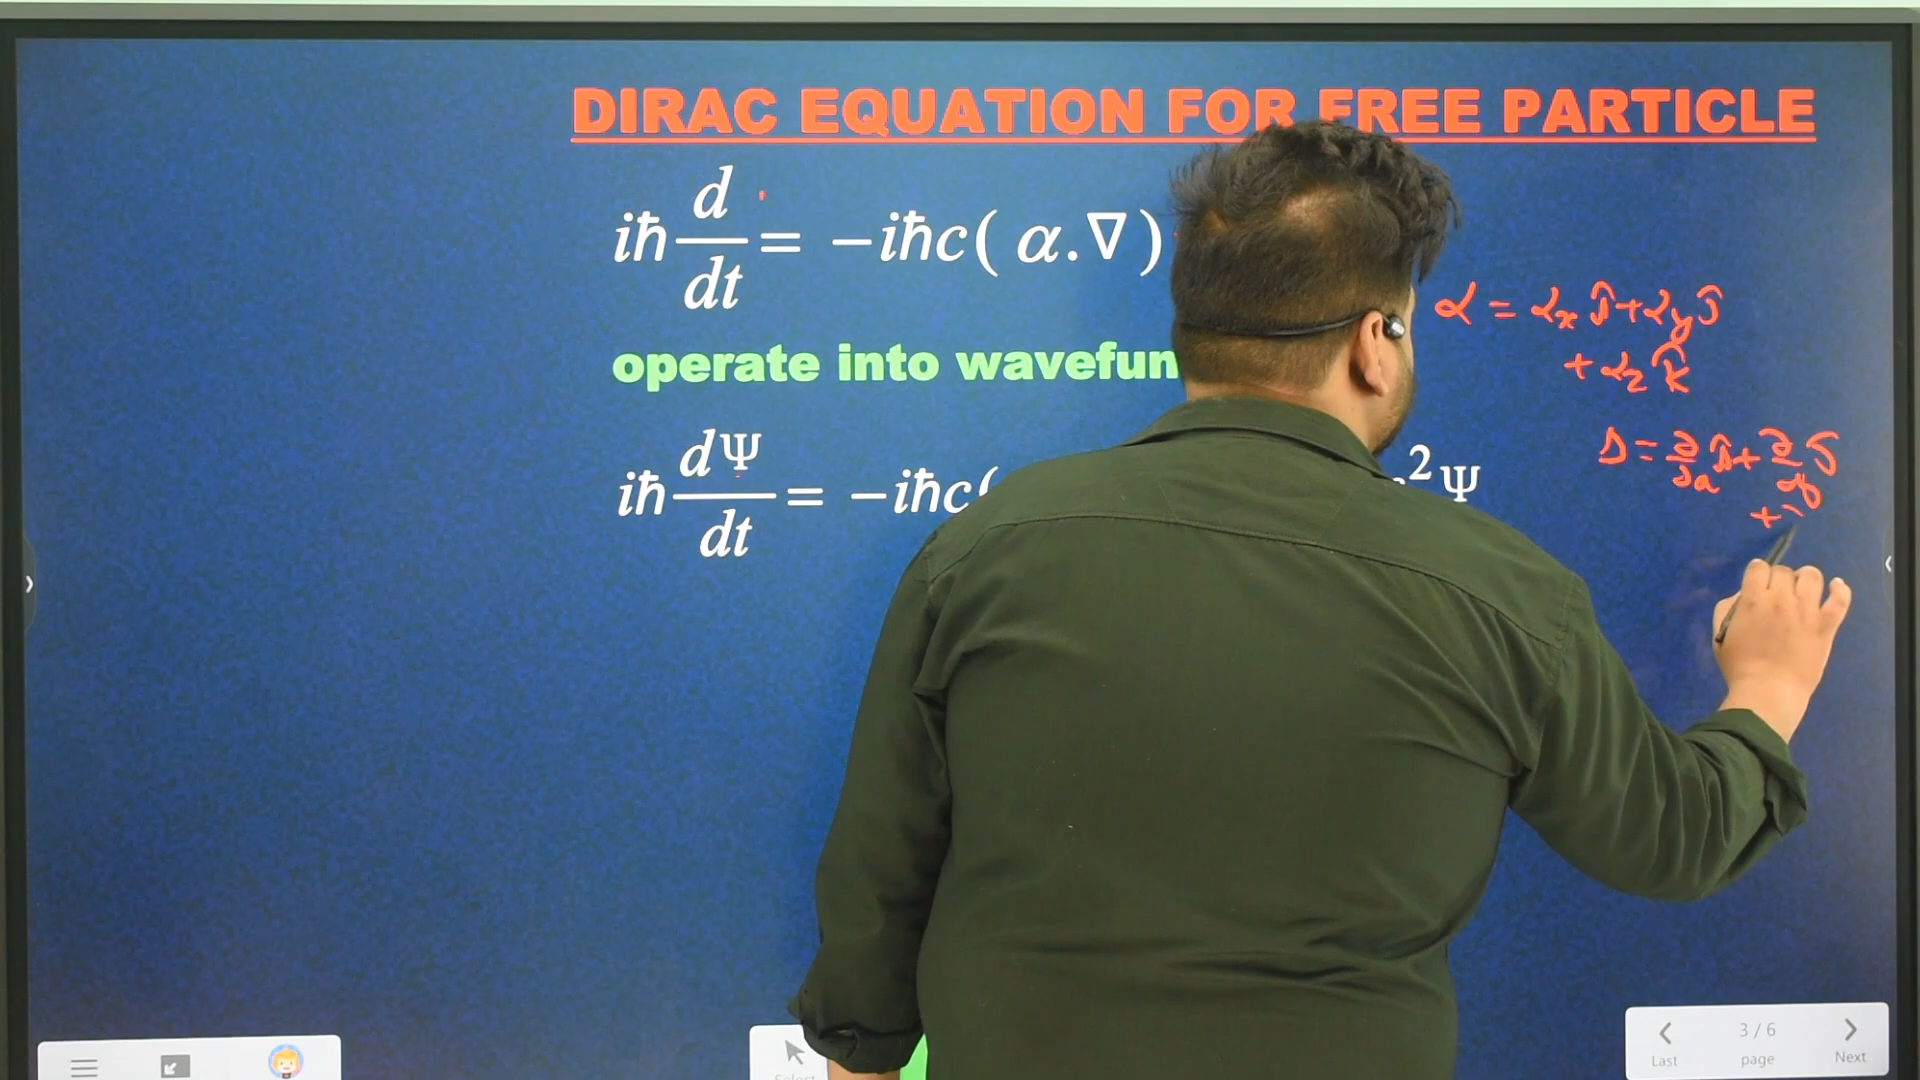 DIRAC EQUATION FOR FREE PARTICLE
iħ d/dt = −iħc( α.∇)
α = αx î + αy ĵ
+ αz k̂
operate into wavefun
∇ = ∂/∂x î + ∂/∂y ĵ
+
iħ dΨ/dt = −iħc( ²Ψ
Last
3 / 6
page
Next
Select